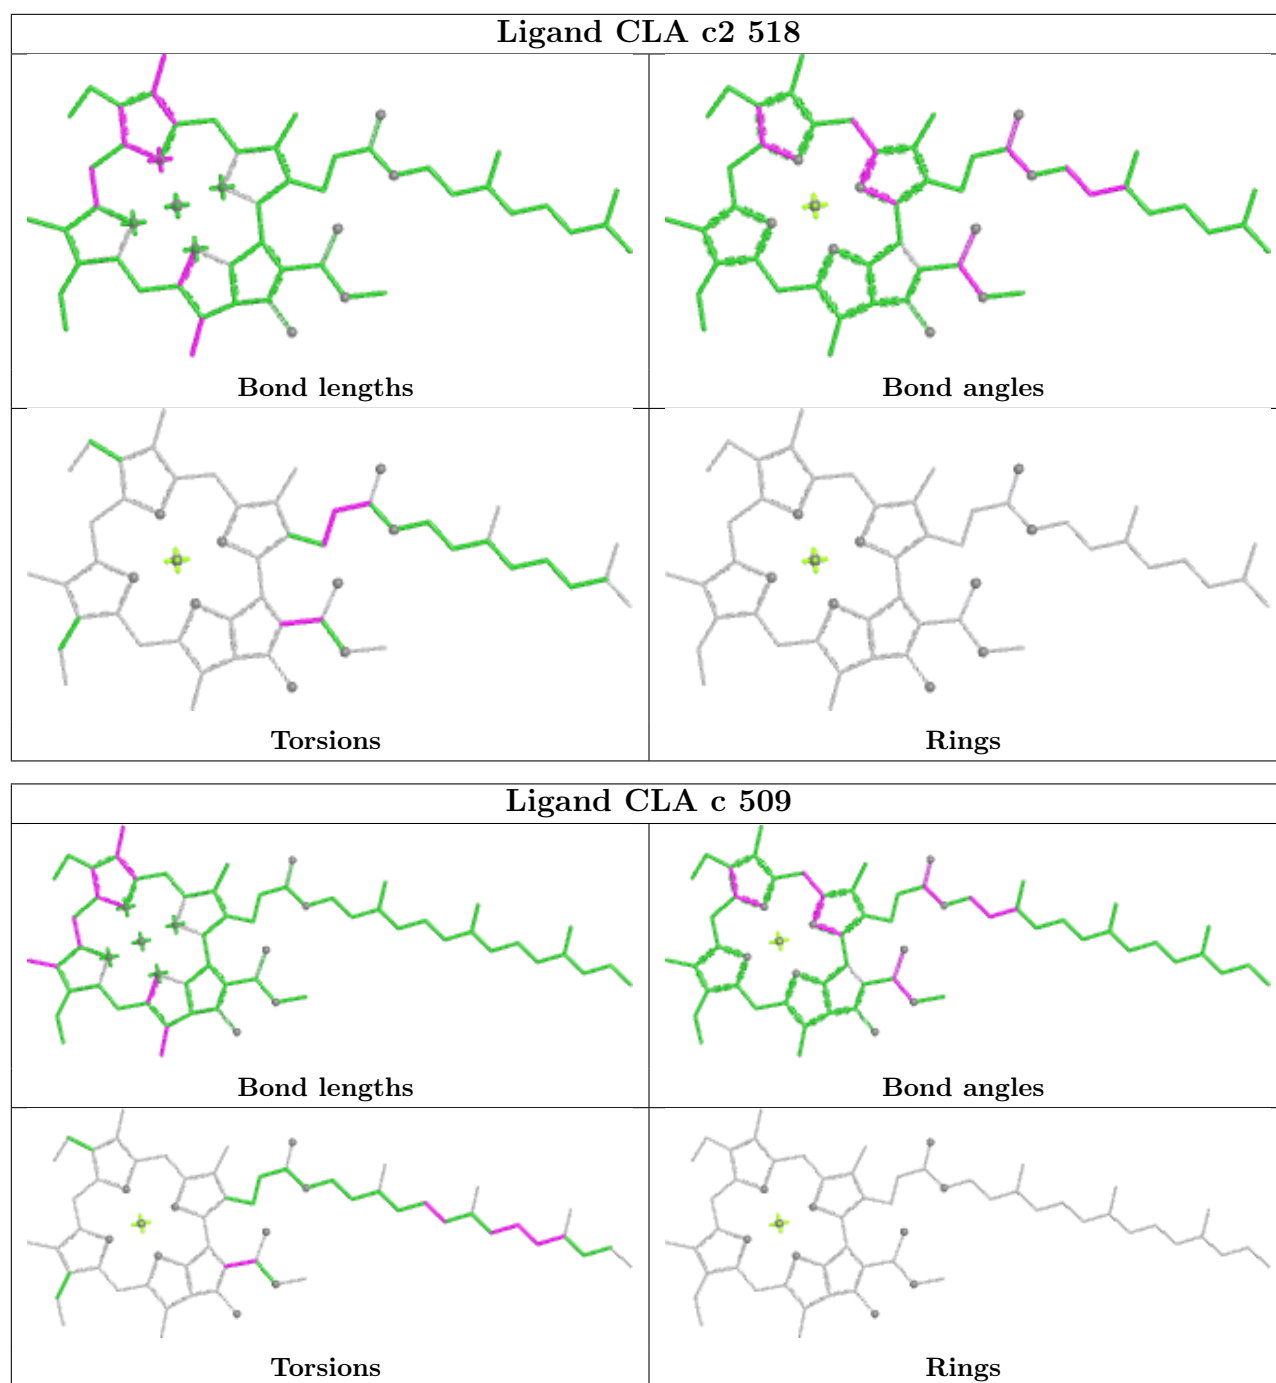 Ligand CLA c2 518
Bond lengths
Bond angles
Torsions
Rings
Ligand CLA c 509
Bond lengths
Bond angles
Torsions
Rings